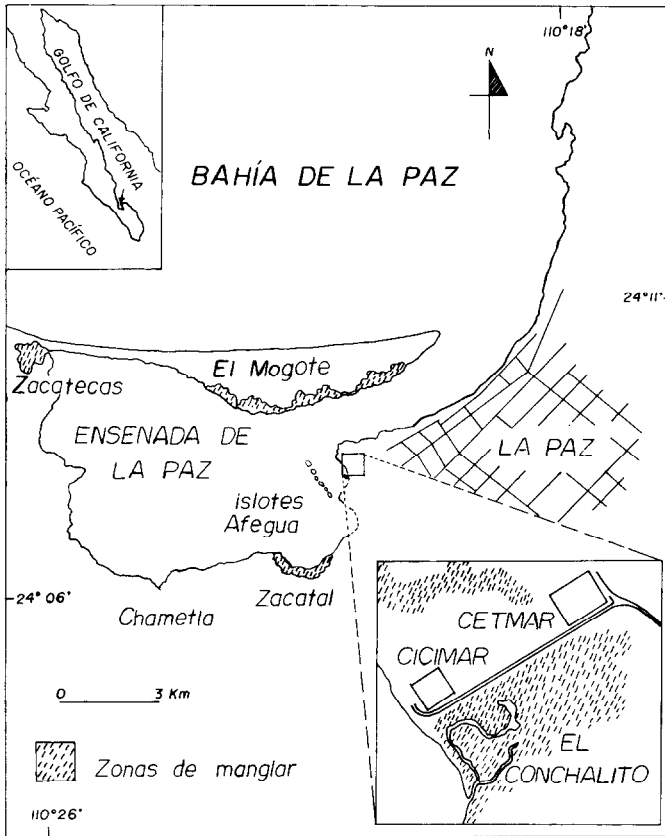 110°18'
GOLFO DE CALIFORNIA
OCÉANO PACÍFICO
N
BAHÍA DE LA PAZ
24°11'
El Mogote
Zacatecas
ENSENADA DE
LA PAZ
LA PAZ
islotes
Afegua
24°06'
Chametla
Zacatal
0 3 Km
Zonas de manglar
110°26'
CETMAR
CICIMAR
EL
CONCHALITO